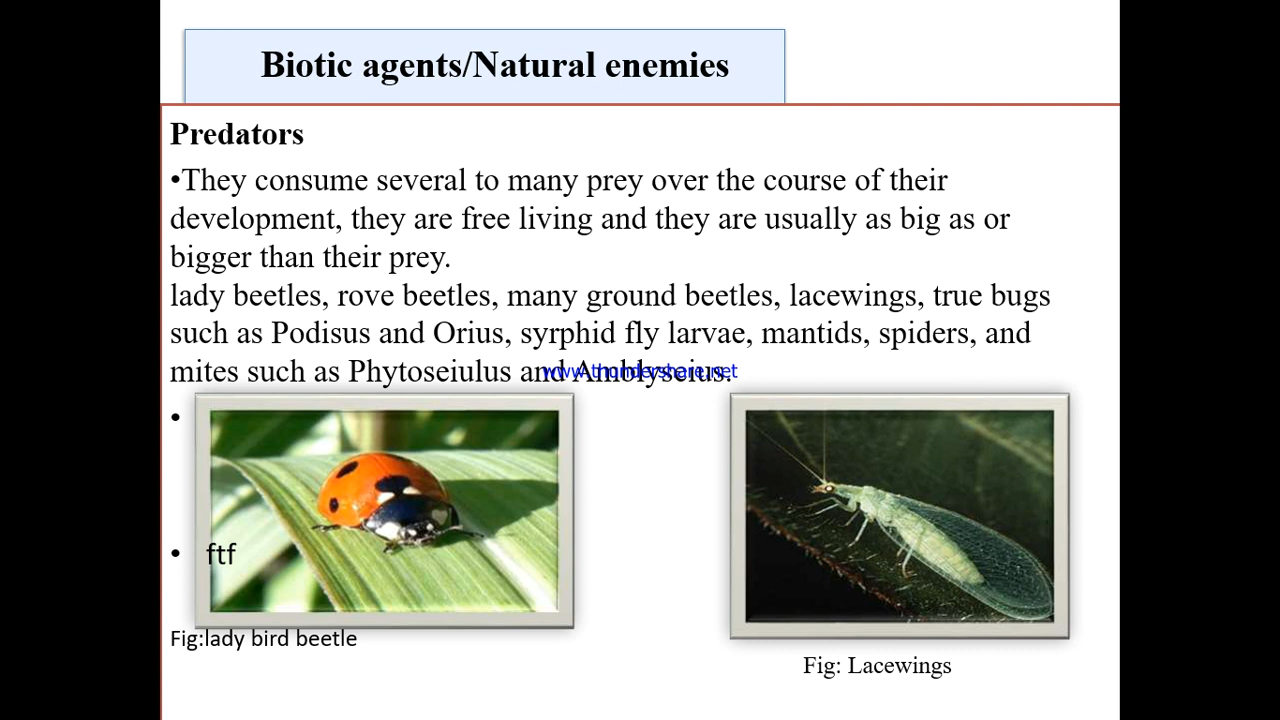 Biotic agents/Natural enemies
Predators
•They consume several to many prey over the course of their
development, they are free living and they are usually as big as or
bigger than their prey.
lady beetles, rove beetles, many ground beetles, lacewings, true bugs
such as Podisus and Orius, syrphid fly larvae, mantids, spiders, and
mites such as Phytoseiulus and Amblyseius.
www.thundershare.net
•
• ftf
Fig:lady bird beetle
Fig: Lacewings